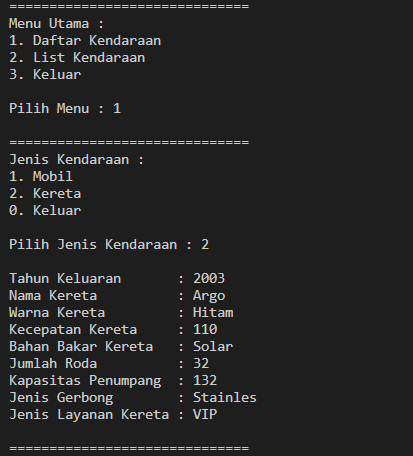 ==============================
Menu Utama :
1. Daftar Kendaraan
2. List Kendaraan
3. Keluar
Pilih Menu : 1
==============================
Jenis Kendaraan :
1. Mobil
2. Kereta
0. Keluar
Pilih Jenis Kendaraan : 2
Tahun Keluaran       : 2003
Nama Kereta          : Argo
Warna Kereta         : Hitam
Kecepatan Kereta     : 110
Bahan Bakar Kereta   : Solar
Jumlah Roda          : 32
Kapasitas Penumpang  : 132
Jenis Gerbong        : Stainles
Jenis Layanan Kereta : VIP
==============================